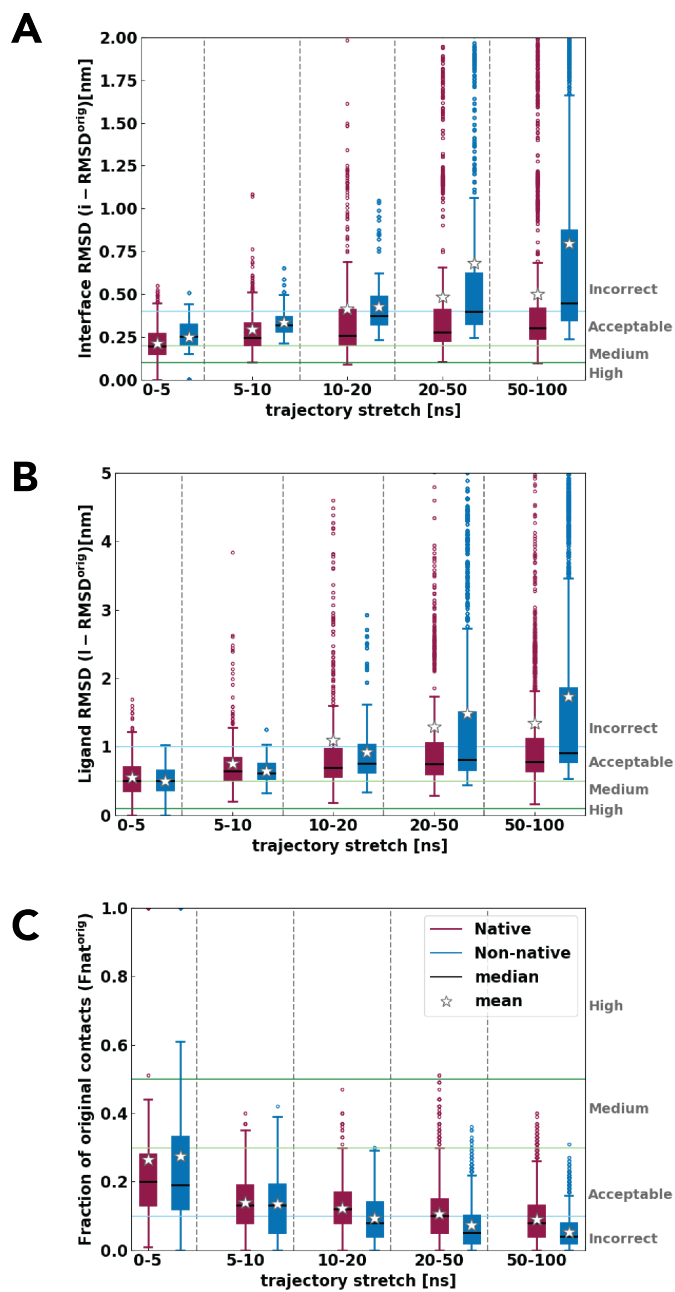 A
Interface RMSD (i − RMSD^orig)[nm]
2.00
1.75
1.50
1.25
1.00
0.75
0.50
0.25
0.00
Incorrect
Acceptable
Medium
High
0-5 5-10 10-20 20-50 50-100
trajectory stretch [ns]
B
Ligand RMSD (l − RMSD^orig)[nm]
5
4
3
2
1
0
Incorrect
Acceptable
Medium
High
0-5 5-10 10-20 20-50 50-100
trajectory stretch [ns]
C
Fraction of original contacts (Fnat^orig)
1.0
0.8
0.6
0.4
0.2
0.0
Native
Non-native
median
mean
High
Medium
Acceptable
Incorrect
0-5 5-10 10-20 20-50 50-100
trajectory stretch [ns]